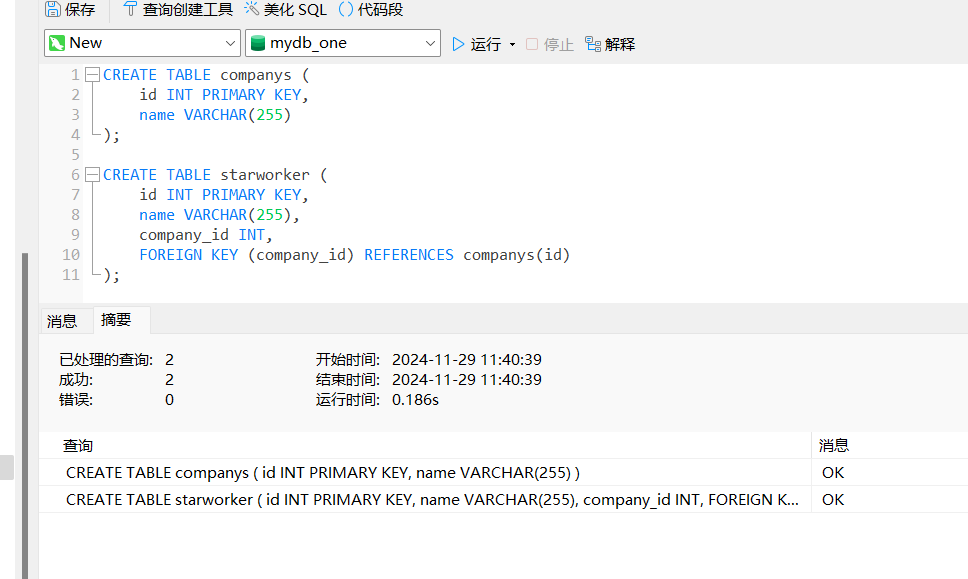 保存 查询创建工具 美化 SQL () 代码段
New mydb_one 运行 停止 解释
1 CREATE TABLE companys (
2 id INT PRIMARY KEY,
3 name VARCHAR(255)
4 );
5
6 CREATE TABLE starworker (
7 id INT PRIMARY KEY,
8 name VARCHAR(255),
9 company_id INT,
10 FOREIGN KEY (company_id) REFERENCES companys(id)
11 );
消息 摘要
已处理的查询: 2 开始时间: 2024-11-29 11:40:39
成功: 2 结束时间: 2024-11-29 11:40:39
错误: 0 运行时间: 0.186s
查询 消息
CREATE TABLE companys ( id INT PRIMARY KEY, name VARCHAR(255) ) OK
CREATE TABLE starworker ( id INT PRIMARY KEY, name VARCHAR(255), company_id INT, FOREIGN K... OK